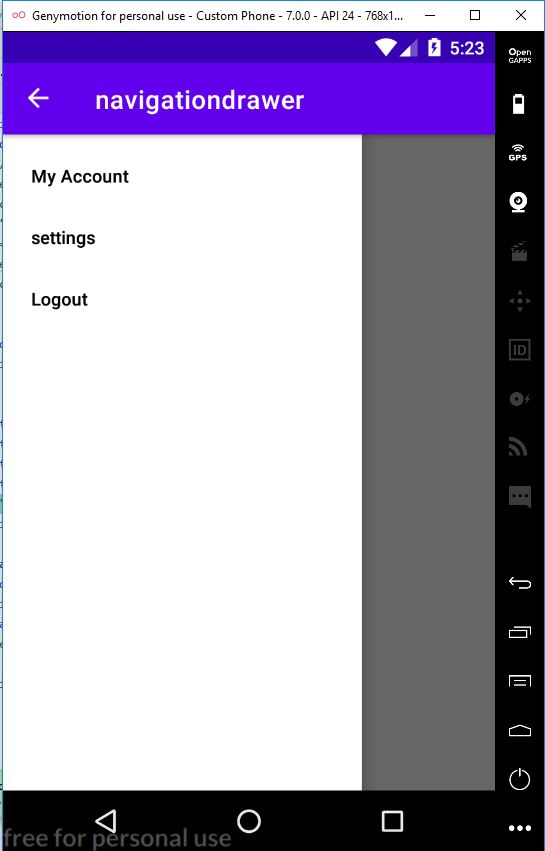 Genymotion for personal use - Custom Phone - 7.0.0 - API 24 - 768x1...
5:23
Open
GAPPS
navigationdrawer
GPS
My Account
settings
Logout
ID
free for personal use